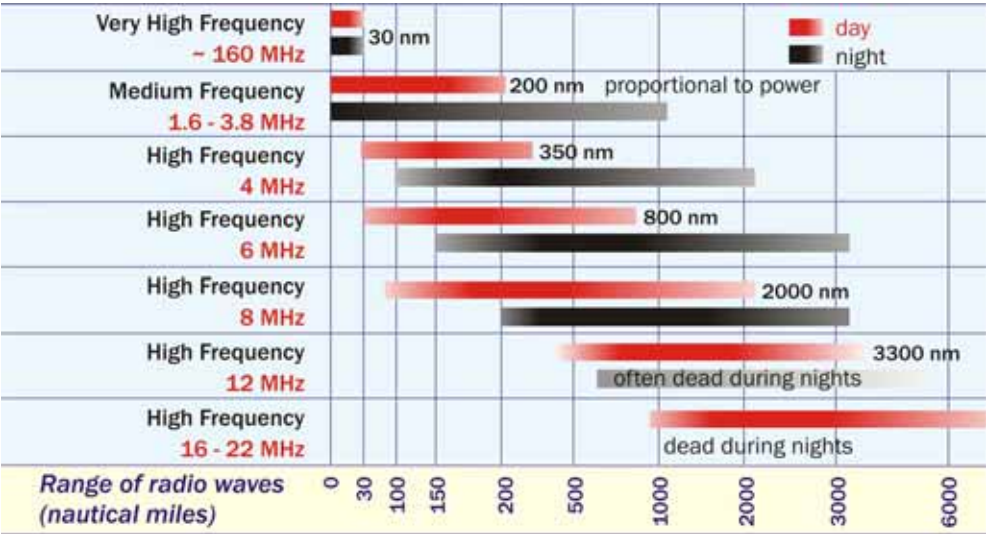 Very High Frequency
~ 160 MHz
30 nm
day
night
Medium Frequency
1.6 - 3.8 MHz
200 nm proportional to power
High Frequency
4 MHz
350 nm
High Frequency
6 MHz
800 nm
High Frequency
8 MHz
2000 nm
High Frequency
12 MHz
3300 nm
often dead during nights
High Frequency
16 - 22 MHz
dead during nights
Range of radio waves
(nautical miles)
0 30 100 150 200 500 1000 2000 3000 6000